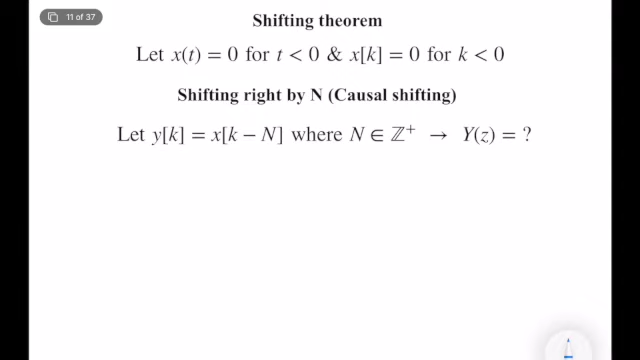 11 of 37
Shifting theorem
Let x(t) = 0 for t < 0 & x[k] = 0 for k < 0
Shifting right by N (Causal shifting)
Let y[k] = x[k − N] where N ∈ ℤ⁺ → Y(z) = ?